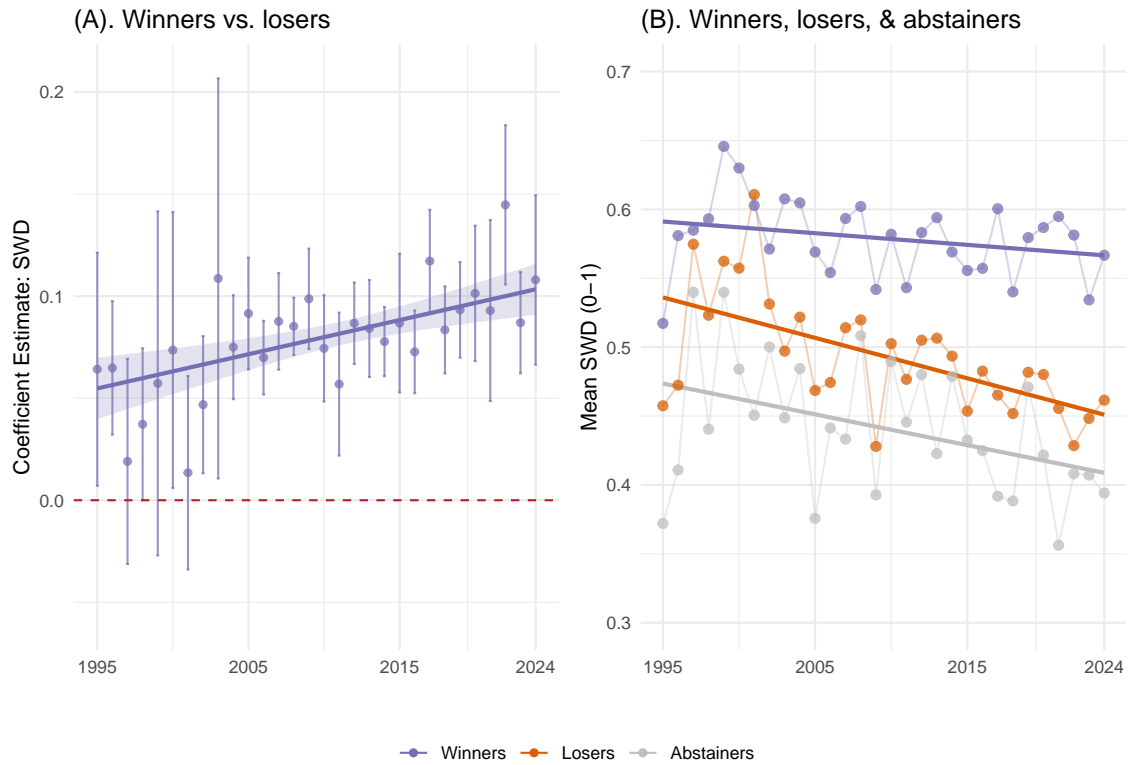 (A). Winners vs. losers
Coefficient Estimate: SWD
0.2
0.1
0.0
1995
2005
2015
2024
(B). Winners, losers, & abstainers
Mean SWD (0−1)
0.7
0.6
0.5
0.4
0.3
1995
2005
2015
2024
Winners
Losers
Abstainers